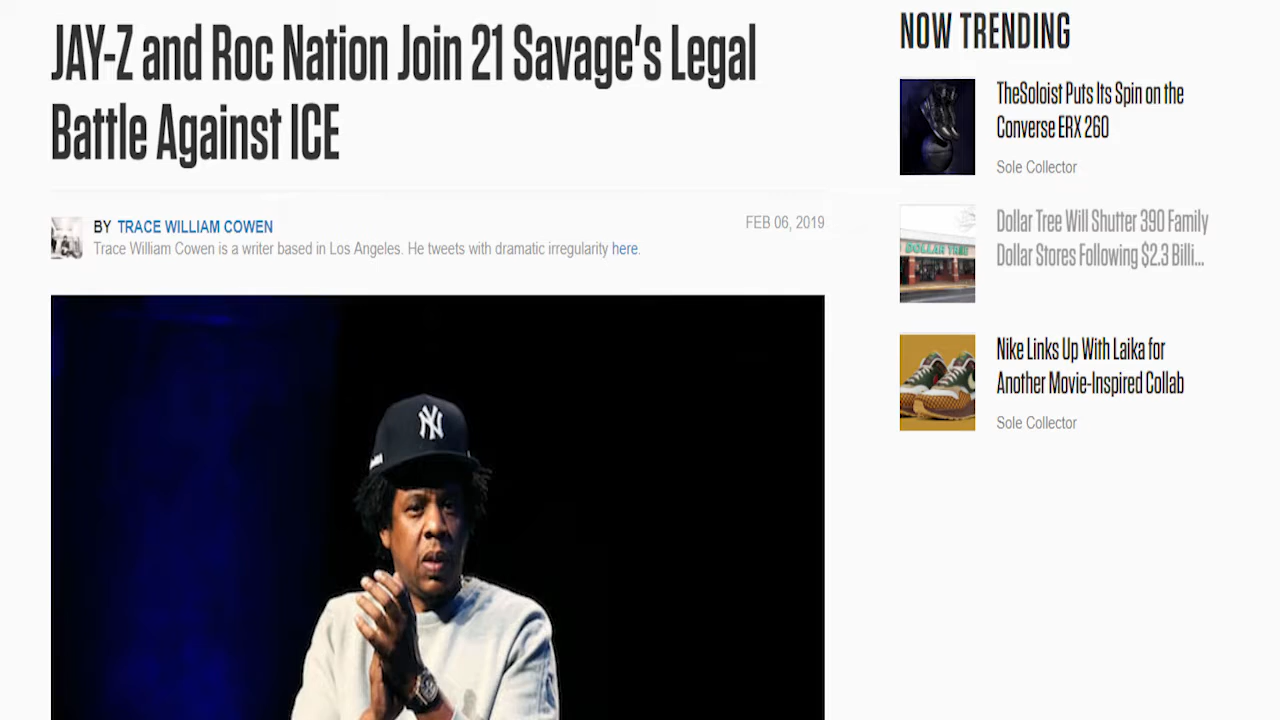 JAY-Z and Roc Nation Join 21 Savage's Legal
Battle Against ICE
BY TRACE WILLIAM COWEN
Trace William Cowen is a writer based in Los Angeles. He tweets with dramatic irregularity here.
FEB 06, 2019
NY
NOW TRENDING
TheSoloist Puts Its Spin on the
Converse ERX 260
Sole Collector
DOLLAR TREE
Dollar Tree Will Shutter 390 Family
Dollar Stores Following $2.3 Billi...
Nike Links Up With Laika for
Another Movie-Inspired Collab
Sole Collector